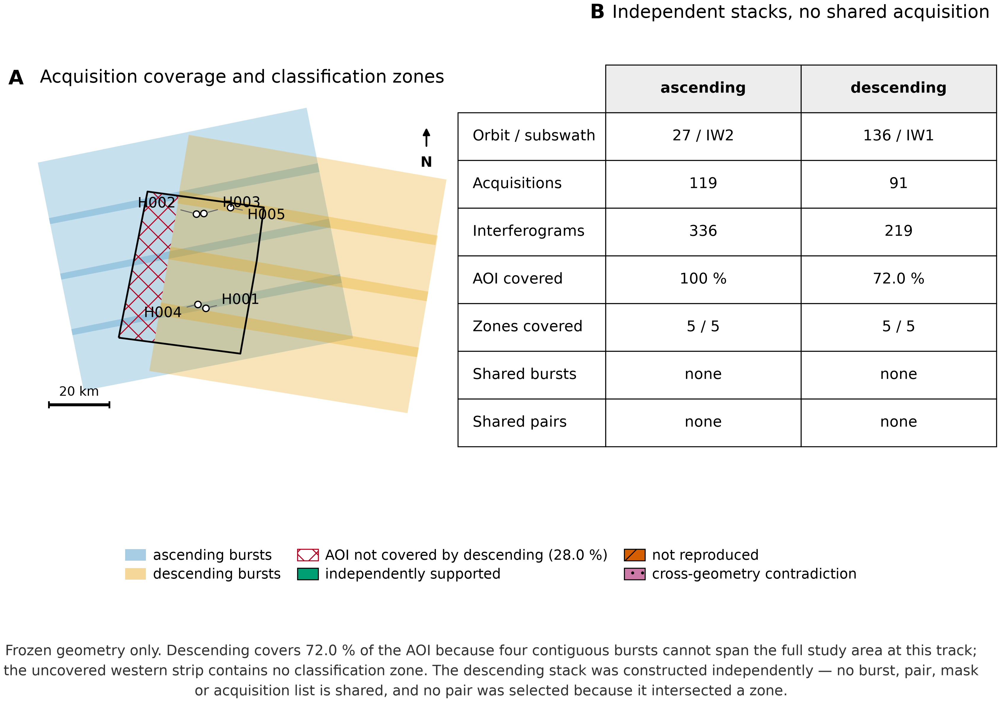 B Independent stacks, no shared acquisition
A Acquisition coverage and classification zones
N
H002
H003
H005
H001
H004
20 km
ascending descending
Orbit / subswath 27 / IW2 136 / IW1
Acquisitions 119 91
Interferograms 336 219
AOI covered 100 % 72.0 %
Zones covered 5 / 5 5 / 5
Shared bursts none none
Shared pairs none none
ascending bursts
descending bursts
AOI not covered by descending (28.0 %)
independently supported
not reproduced
cross-geometry contradiction
Frozen geometry only. Descending covers 72.0 % of the AOI because four contiguous bursts cannot span the full study area at this track;
the uncovered western strip contains no classification zone. The descending stack was constructed independently — no burst, pair, mask
or acquisition list is shared, and no pair was selected because it intersected a zone.